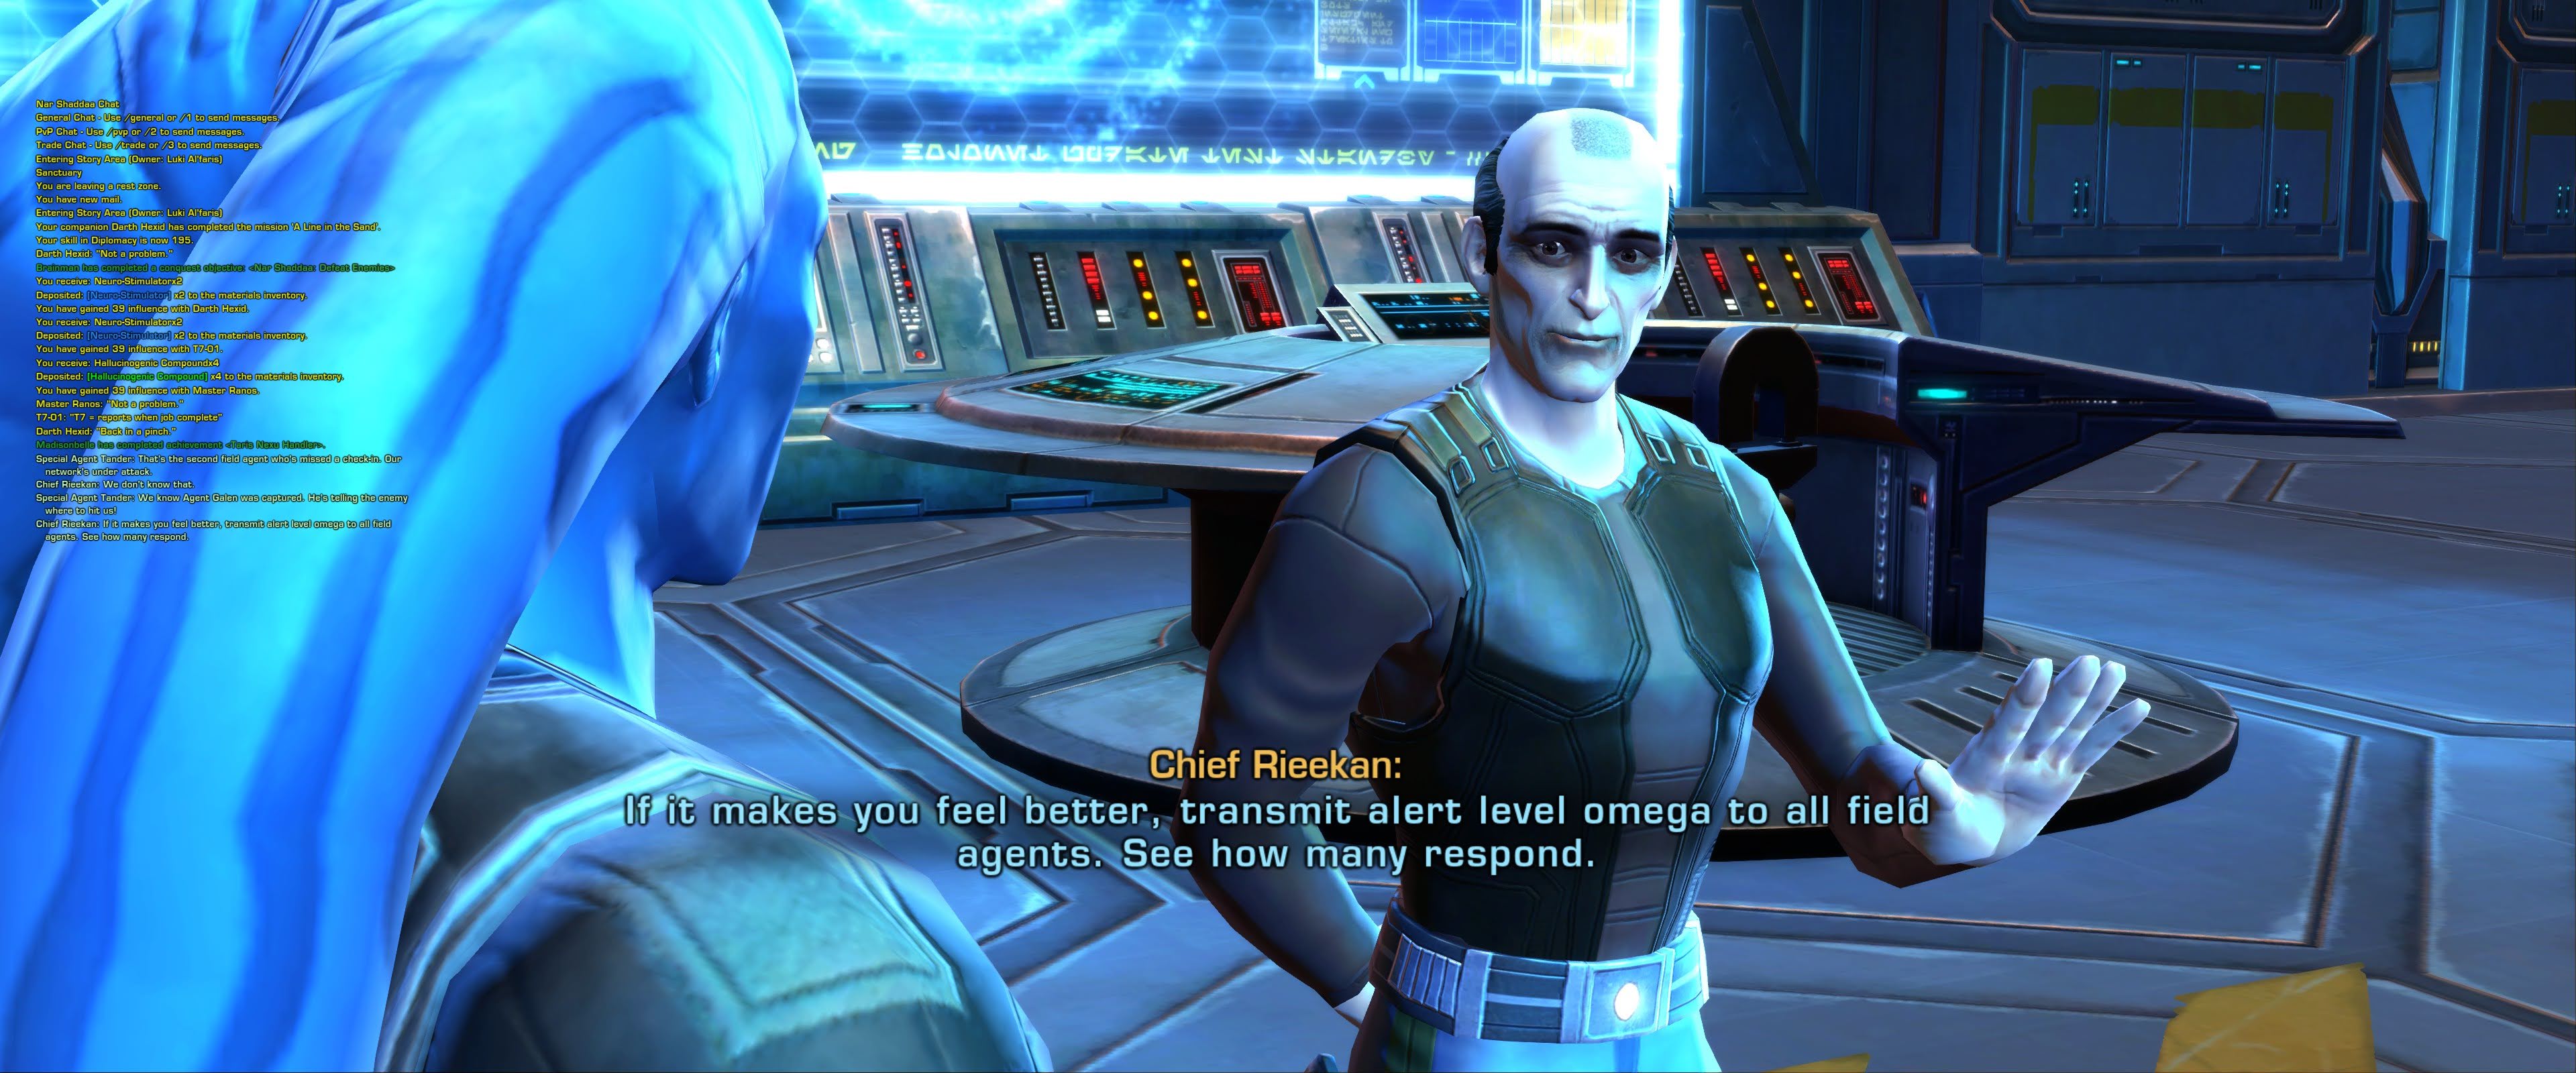 Nar Shaddaa Chat
General Chat - Use /general or /1 to send messages.
PvP Chat - Use /pvp or /2 to send messages.
Trade Chat - Use /trade or /3 to send messages.
Entering Story Area (Owner: Luki Al'faris)
Sanctuary
You are leaving a rest zone.
You have new mail.
Entering Story Area (Owner: Luki Al'faris)
Your companion Darth Hexid has completed the mission 'A Line in the Sand'.
Your skill in Diplomacy is now 195.
Darth Hexid: "Not a problem."
Brainman has completed a conquest objective: <Nar Shaddaa: Defeat Enemies>
You receive: Neuro-Stimulatorx2
Deposited: [Neuro-Stimulator] x2 to the materials inventory.
You have gained 39 influence with Darth Hexid.
You receive: Neuro-Stimulatorx2
Deposited: [Neuro-Stimulator] x2 to the materials inventory.
You have gained 39 influence with T7-01.
You receive: Hallucinogenic Compoundx4
Deposited: [Hallucinogenic Compound] x4 to the materials inventory.
You have gained 39 influence with Master Ranos.
Master Ranos: "Not a problem."
T7-01: "T7 = reports when job complete"
Darth Hexid: "Back in a pinch."
Madisonbelle has completed achievement <Taris Nexu Handler>.
Special Agent Tander: That's the second field agent who's missed a check-in. Our
network's under attack.
Chief Rieekan: We don't know that.
Special Agent Tander: We know Agent Galen was captured. He's telling the enemy
where to hit us!
Chief Rieekan: If it makes you feel better, transmit alert level omega to all field
agents. See how many respond.
Chief Rieekan:
If it makes you feel better, transmit alert level omega to all field
agents. See how many respond.